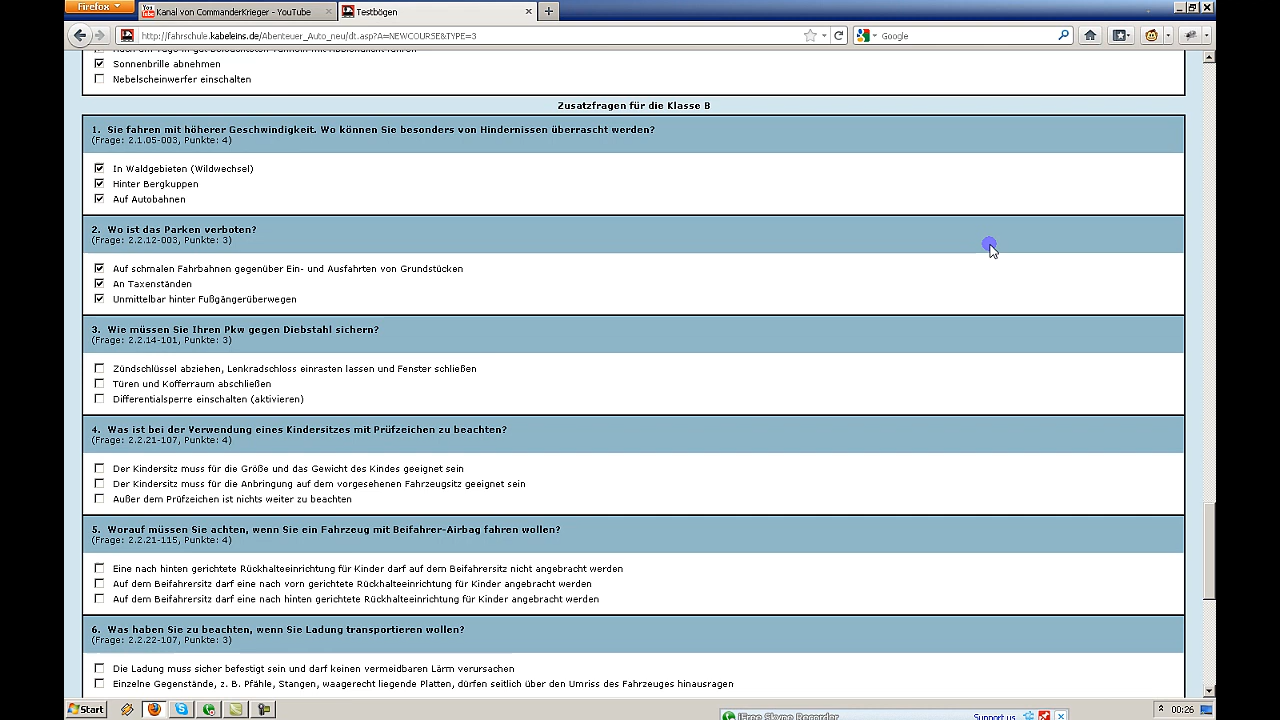 Firefox
Kanal von CommanderKrieger - YouTube
Testbögen
http://fahrschule.kabeleins.de/Abenteuer_Auto_neu/dt.asp?A=NEWCOURSE&TYPE=3
Google
Sonnenbrille abnehmen
Nebelscheinwerfer einschalten
Zusatzfragen für die Klasse B
1. Sie fahren mit höherer Geschwindigkeit. Wo können Sie besonders von Hindernissen überrascht werden?
(Frage: 2.1.05-003, Punkte: 4)
In Waldgebieten (Wildwechsel)
Hinter Bergkuppen
Auf Autobahnen
2. Wo ist das Parken verboten?
(Frage: 2.2.12-003, Punkte: 3)
Auf schmalen Fahrbahnen gegenüber Ein- und Ausfahrten von Grundstücken
An Taxenständen
Unmittelbar hinter Fußgängerüberwegen
3. Wie müssen Sie Ihren Pkw gegen Diebstahl sichern?
(Frage: 2.2.14-101, Punkte: 3)
Zündschlüssel abziehen, Lenkradschloss einrasten lassen und Fenster schließen
Türen und Kofferraum abschließen
Differentialsperre einschalten (aktivieren)
4. Was ist bei der Verwendung eines Kindersitzes mit Prüfzeichen zu beachten?
(Frage: 2.2.21-107, Punkte: 4)
Der Kindersitz muss für die Größe und das Gewicht des Kindes geeignet sein
Der Kindersitz muss für die Anbringung auf dem vorgesehenen Fahrzeugsitz geeignet sein
Außer dem Prüfzeichen ist nichts weiter zu beachten
5. Worauf müssen Sie achten, wenn Sie ein Fahrzeug mit Beifahrer-Airbag fahren wollen?
(Frage: 2.2.21-115, Punkte: 4)
Eine nach hinten gerichtete Rückhalteeinrichtung für Kinder darf auf dem Beifahrersitz nicht angebracht werden
Auf dem Beifahrersitz darf eine nach vorn gerichtete Rückhalteeinrichtung für Kinder angebracht werden
Auf dem Beifahrersitz darf eine nach hinten gerichtete Rückhalteeinrichtung für Kinder angebracht werden
6. Was haben Sie zu beachten, wenn Sie Ladung transportieren wollen?
(Frage: 2.2.22-107, Punkte: 3)
Die Ladung muss sicher befestigt sein und darf keinen vermeidbaren Lärm verursachen
Einzelne Gegenstände, z. B. Pfähle, Stangen, waagerecht liegende Platten, dürfen seitlich über den Umriss des Fahrzeuges hinausragen
Start
iFree Skype Recorder
Support us
00:26